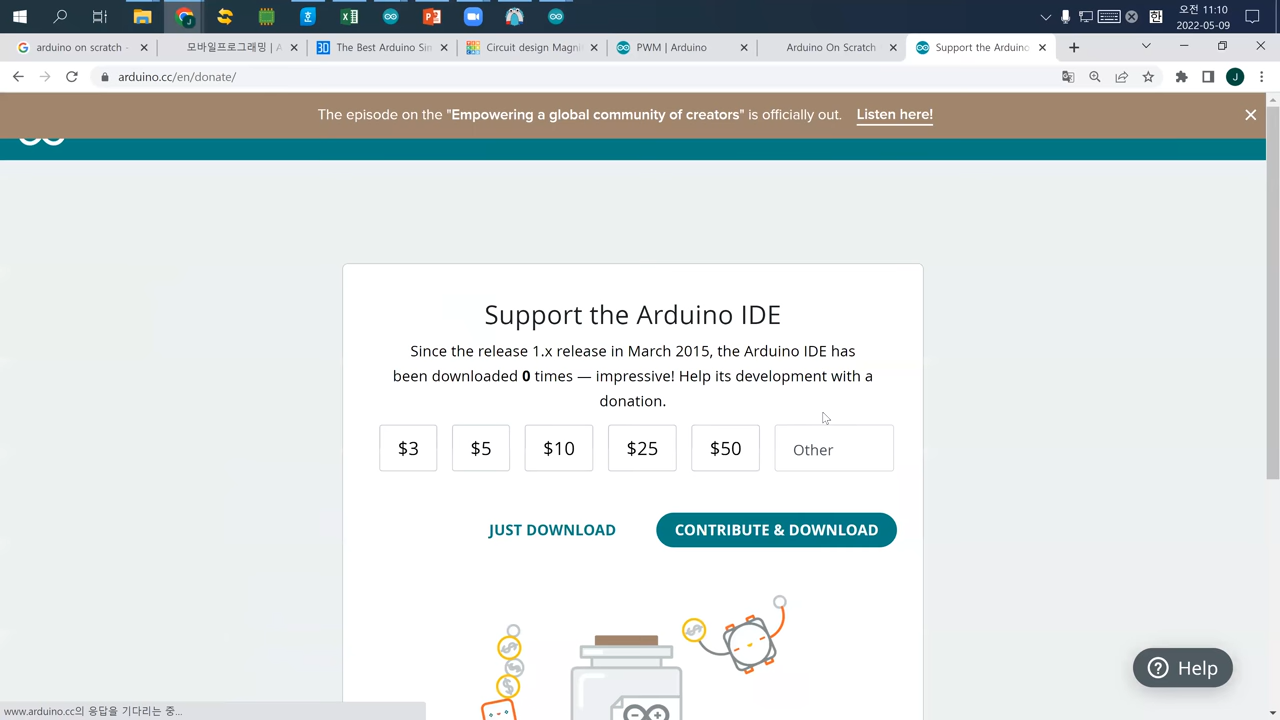 오전 11:10
한
2022-05-09
arduino on scratch -
모바일프로그래밍 | A
The Best Arduino Sim
Circuit design Magni
PWM | Arduino
Arduino On Scratch
Support the Arduino
arduino.cc/en/donate/
J
The episode on the "Empowering a global community of creators" is officially out. Listen here!
Support the Arduino IDE
Since the release 1.x release in March 2015, the Arduino IDE has
been downloaded 0 times — impressive! Help its development with a
donation.
$3 $5 $10 $25 $50 Other
JUST DOWNLOAD CONTRIBUTE & DOWNLOAD
Help
www.arduino.cc의 응답을 기다리는 중...